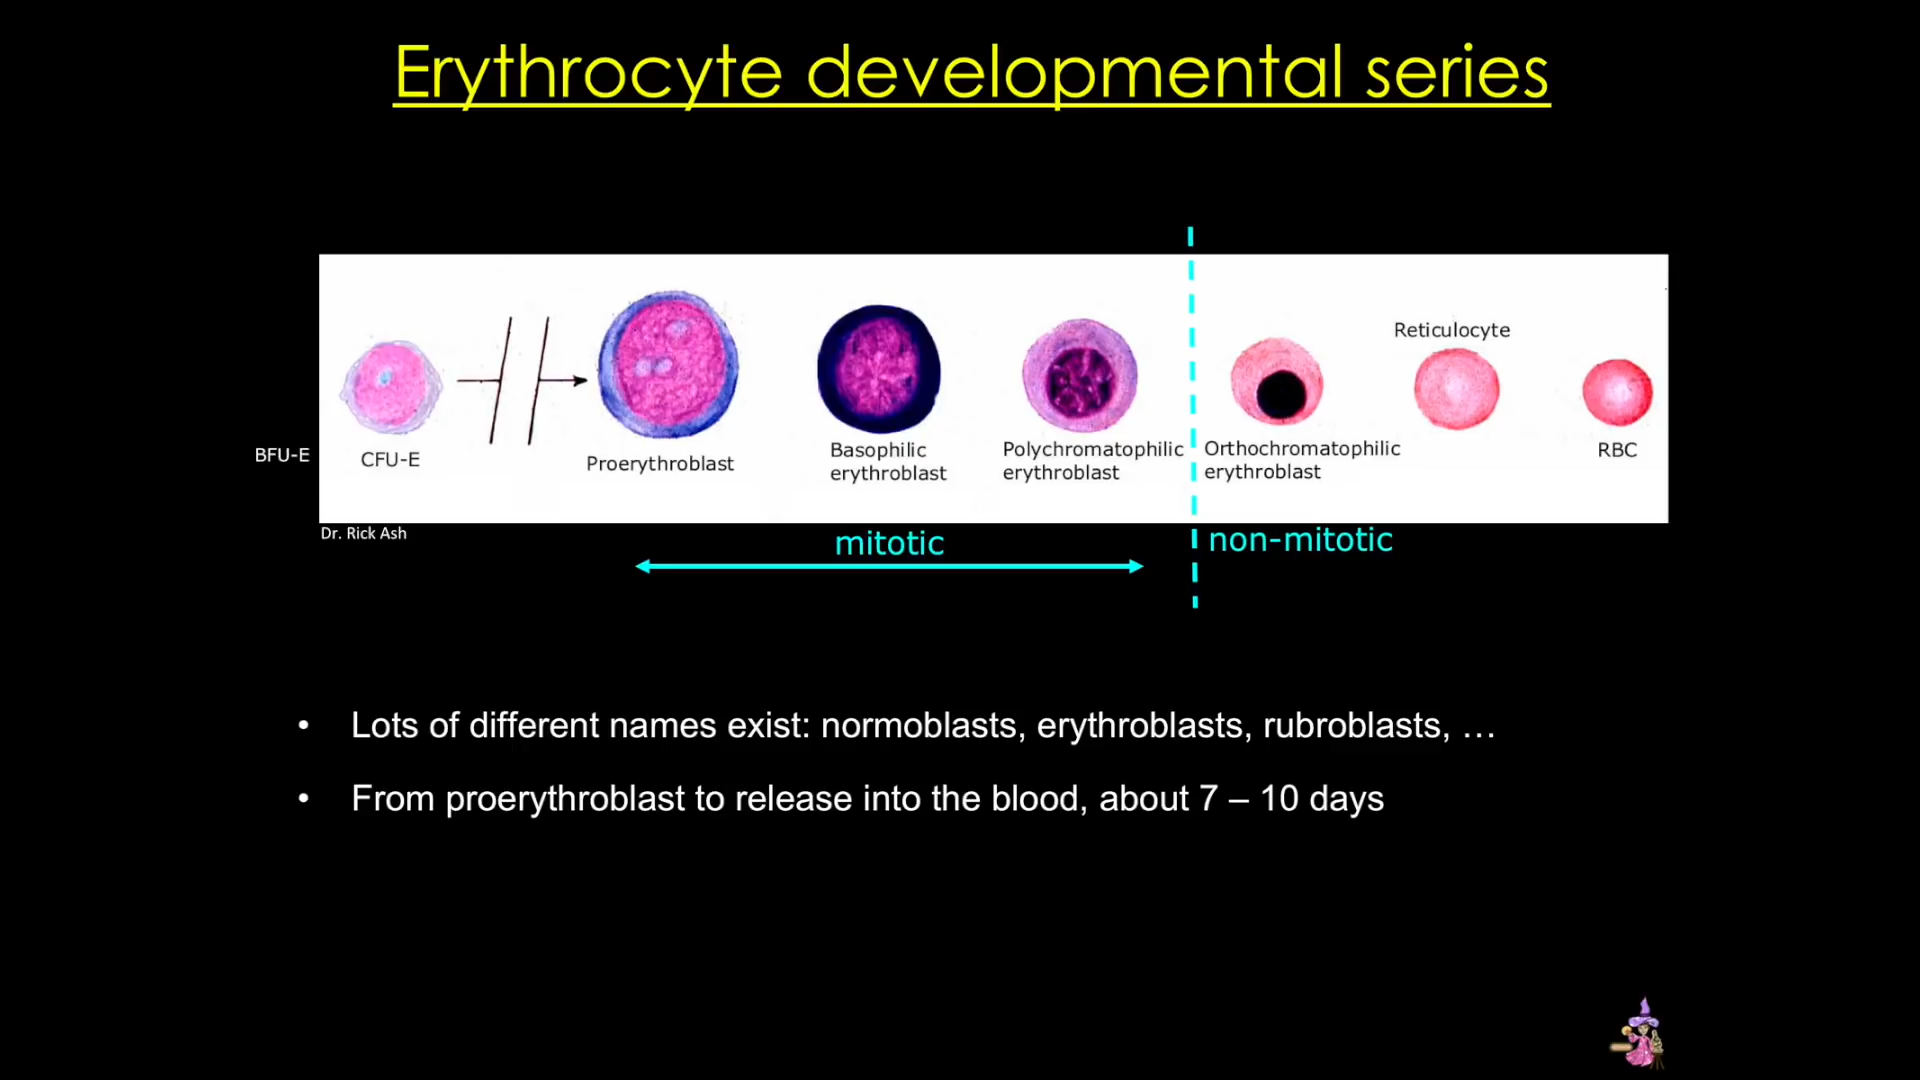 Erythrocyte developmental series
Reticulocyte
BFU-E
CFU-E
Proerythroblast
Basophilic
erythroblast
Polychromatophilic
erythroblast
Orthochromatophilic
erythroblast
RBC
Dr. Rick Ash
mitotic
non-mitotic
• Lots of different names exist: normoblasts, erythroblasts, rubroblasts, …
• From proerythroblast to release into the blood, about 7 – 10 days